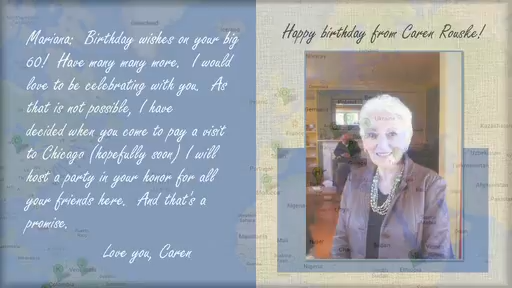 Mariana: Birthday wishes on your big
60! Have many many more. I would
love to be celebrating with you. As
that is not possible, I have
decided when you come to pay a visit
to Chicago (hopefully soon) I will
host a party in your honor for all
your friends here. And that's a
promise.
Love you, Caren
Happy birthday from Caren Rouske!